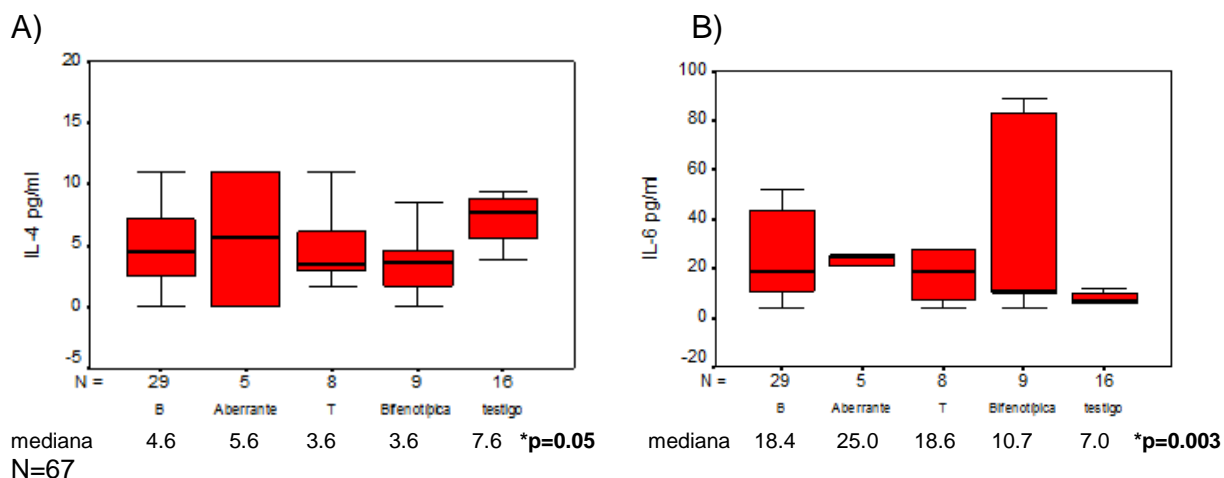 A)
20
15
10
5
0
-5
IL-4 pg/ml
N = 29 5 8 9 16
B Aberrante T Bifenotípica testigo
mediana 4.6 5.6 3.6 3.6 7.6 *p=0.05
N=67
B)
100
80
60
40
20
0
-20
IL-6 pg/ml
N = 29 5 8 9 16
B Aberrante T Bifenotípica testigo
mediana 18.4 25.0 18.6 10.7 7.0 *p=0.003